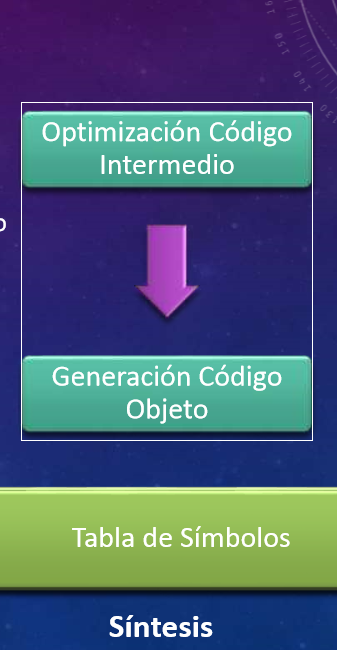 Optimización Código
Intermedio
o
Generación Código
Objeto
Tabla de Símbolos
Síntesis